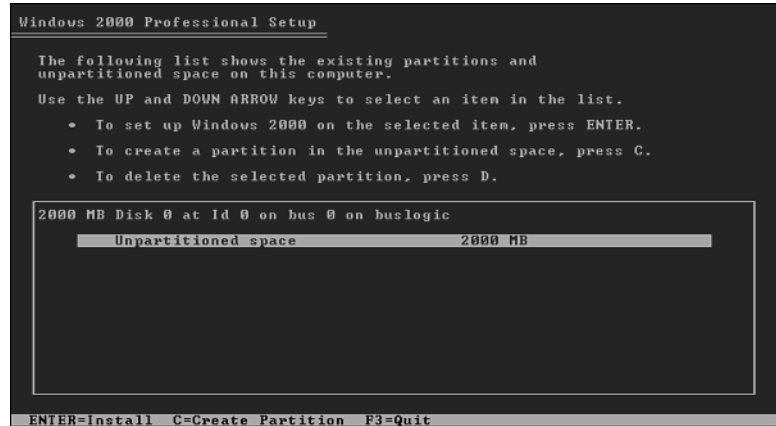 Windows 2000 Professional Setup
The following list shows the existing partitions and
unpartitioned space on this computer.
Use the UP and DOWN ARROW keys to select an item in the list.
• To set up Windows 2000 on the selected item, press ENTER.
• To create a partition in the unpartitioned space, press C.
• To delete the selected partition, press D.
2000 MB Disk 0 at Id 0 on bus 0 on buslogic
Unpartitioned space 2000 MB
ENTER=Install C=Create Partition F3=Quit